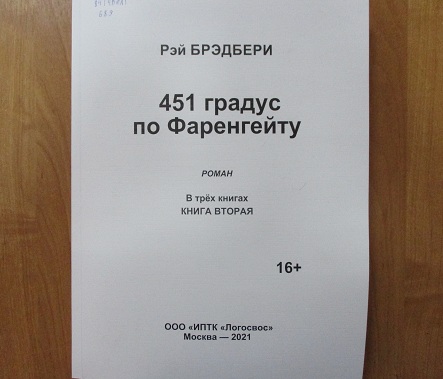 Рэй БРЭДБЕРИ
451 градус
по Фаренгейту
РОМАН
В трёх книгах
КНИГА ВТОРАЯ
16+
ООО «ИПТК «Логосвос»
Москва — 2021